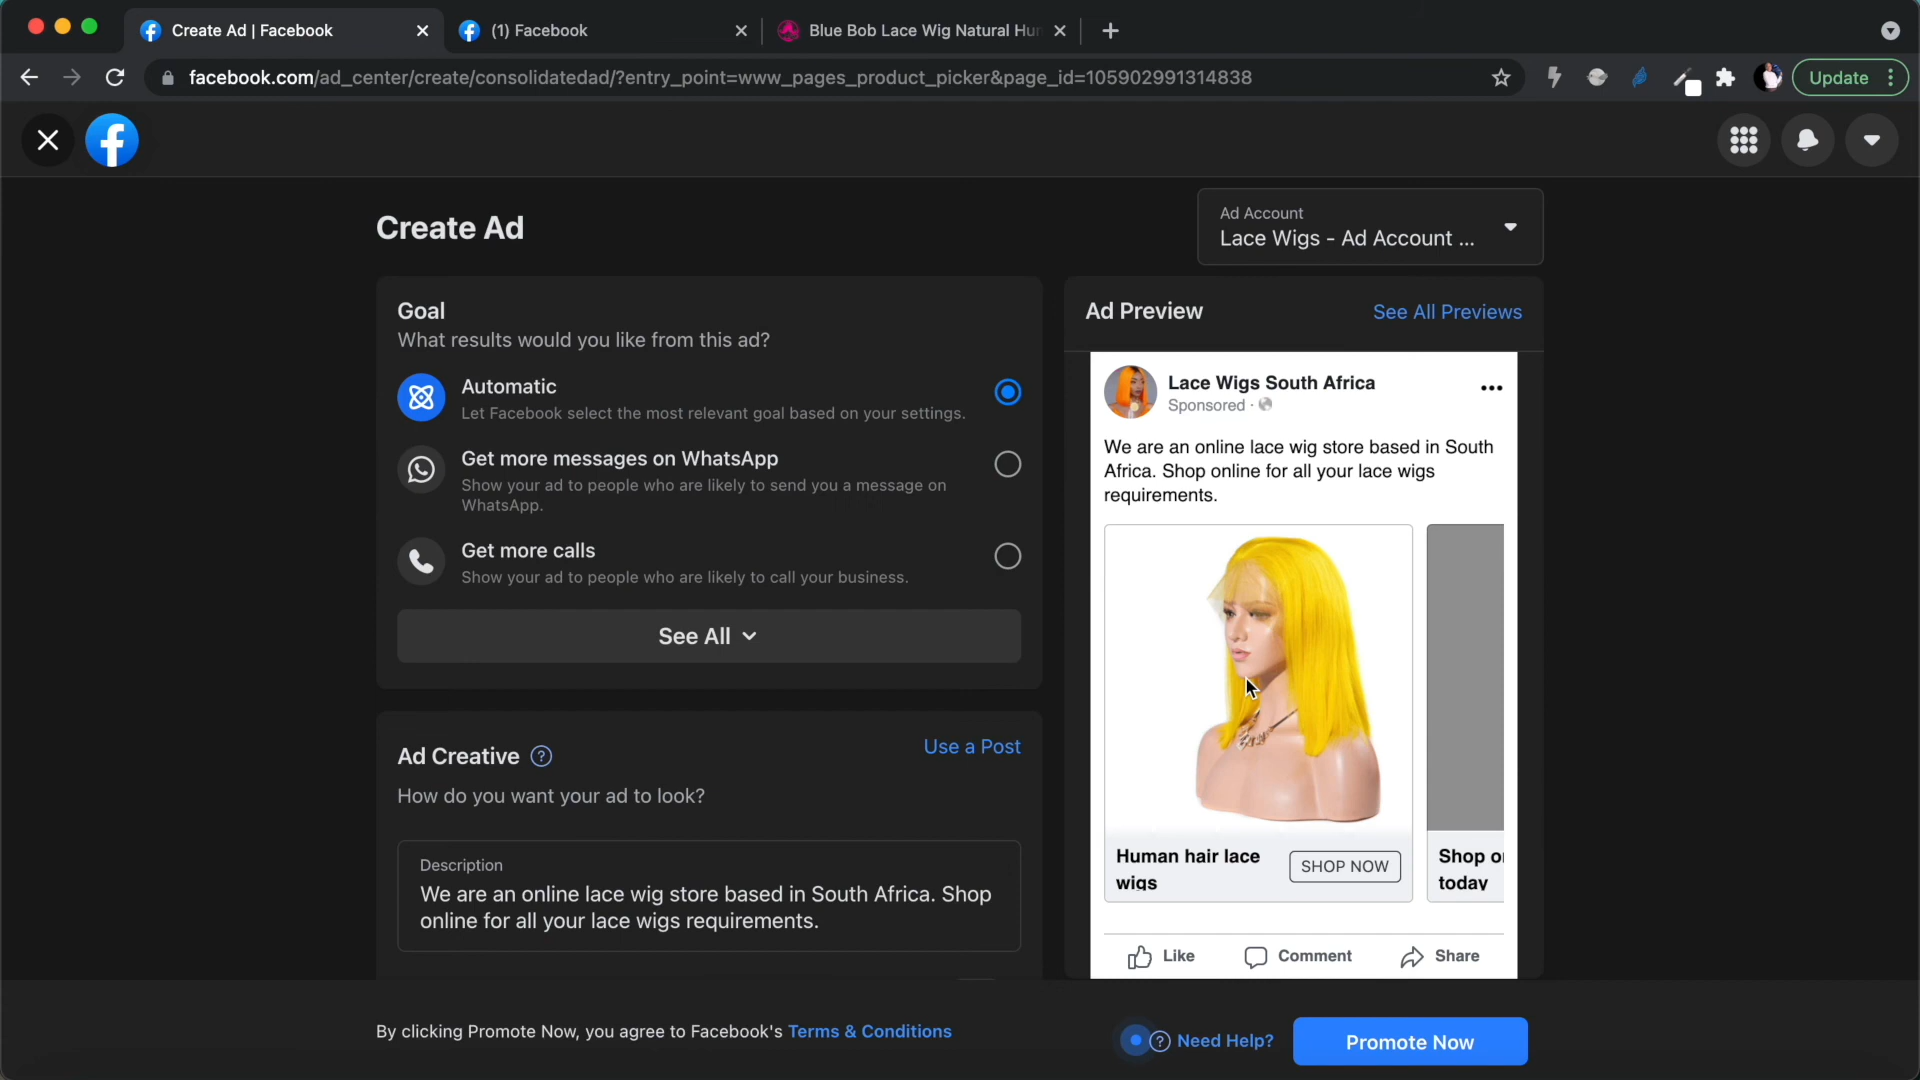 Create Ad | Facebook
(1) Facebook
Blue Bob Lace Wig Natural Hu
facebook.com/ad_center/create/consolidatedad/?entry_point=www_pages_product_picker&page_id=105902991314838
Update
Create Ad
Ad Account
Lace Wigs - Ad Account ...
Goal
What results would you like from this ad?
Automatic
Let Facebook select the most relevant goal based on your settings.
Get more messages on WhatsApp
Show your ad to people who are likely to send you a message on
WhatsApp.
Get more calls
Show your ad to people who are likely to call your business.
See All
Ad Creative ?
Use a Post
How do you want your ad to look?
Description
We are an online lace wig store based in South Africa. Shop
online for all your lace wigs requirements.
Ad Preview
See All Previews
Lace Wigs South Africa
Sponsored ·
We are an online lace wig store based in South
Africa. Shop online for all your lace wigs
requirements.
Human hair lace
wigs
SHOP NOW
Shop
today
Like
Comment
Share
By clicking Promote Now, you agree to Facebook's Terms & Conditions
? Need Help?
Promote Now